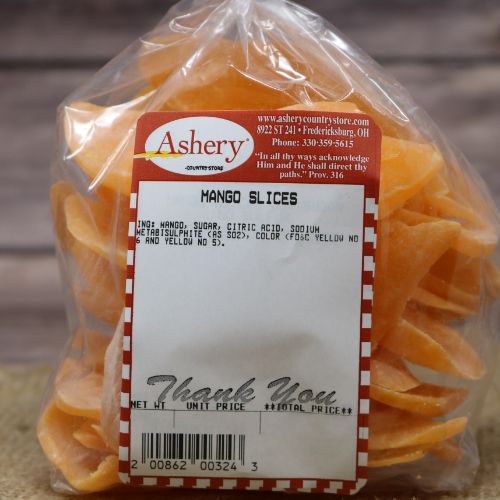 Ashery
COUNTRY STORE
www.asherycountrystore.com
8922 ST 241 • Fredericksburg, OH
Phone: 330-359-5615
"In all thy ways acknowledge
Him and He shall direct thy
paths." Prov. 316
MANGO SLICES
ING: MANGO, SUGAR, CITRIC ACID, SODIUM
METABISULPHITE (AS SO2), COLOR (FD&C YELLOW NO
6 AND YELLOW NO 5).
Thank You
NET WT UNIT PRICE **TOTAL PRICE**
2 00862 00324 3